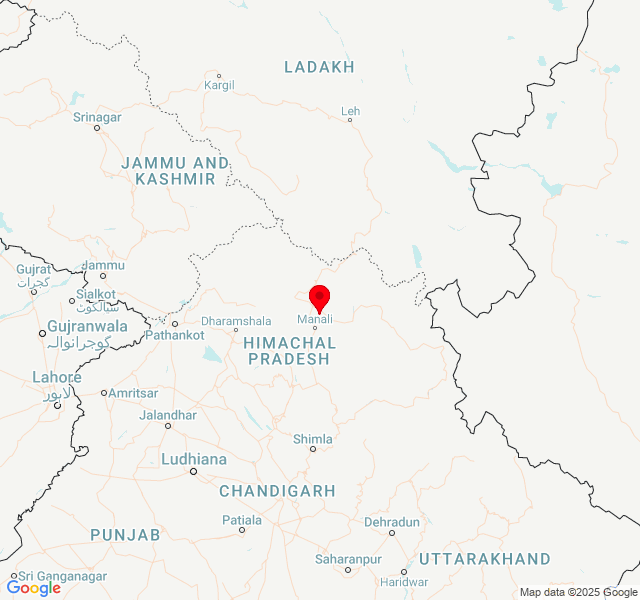 LADAKH
Kargil
Leh
Srinagar
JAMMU AND
KASHMIR
Gujrat
گجرات
Jammu
Sialkot
سیالکوٹ
Gujranwala
گوجرانوالہ
Pathankot
Dharamshala
Manali
HIMACHAL
PRADESH
Lahore
لاہور
Amritsar
Jalandhar
Shimla
Ludhiana
CHANDIGARH
Patiala
PUNJAB
Dehradun
Saharanpur
UTTARAKHAND
Haridwar
Sri Ganganagar
Google
Map data ©2025 Google